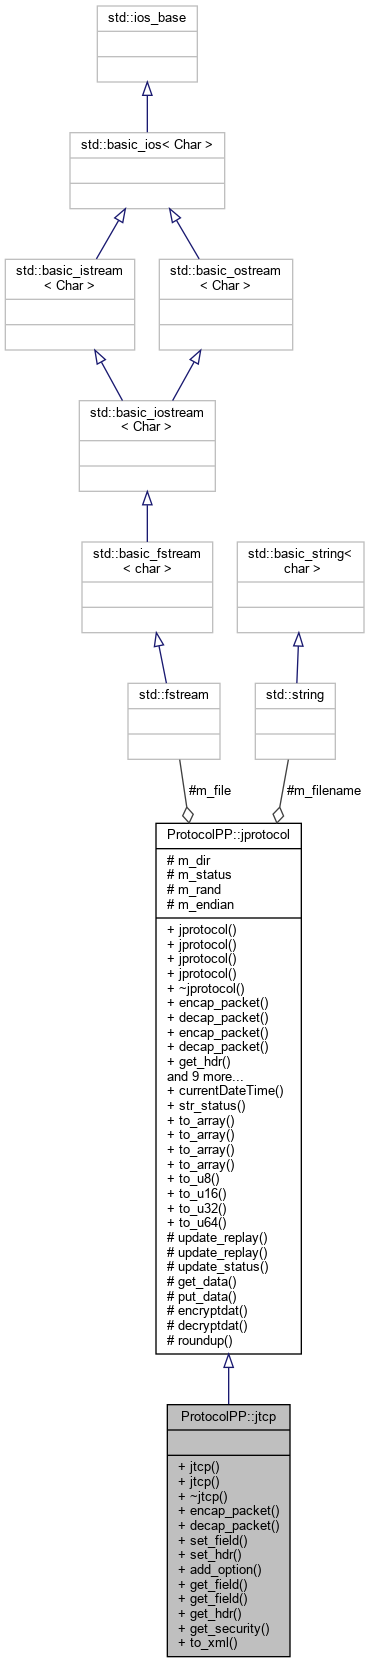 std::ios_base
std::basic_ios< Char >
std::basic_istream
< Char >
std::basic_ostream
< Char >
std::basic_iostream
< Char >
std::basic_fstream
< char >
std::basic_string<
char >
std::fstream
std::string
#m_file
#m_filename
ProtocolPP::jprotocol
# m_dir
# m_status
# m_rand
# m_endian
+ jprotocol()
+ jprotocol()
+ jprotocol()
+ jprotocol()
+ ~jprotocol()
+ encap_packet()
+ decap_packet()
+ encap_packet()
+ decap_packet()
+ get_hdr()
and 9 more...
+ currentDateTime()
+ str_status()
+ to_array()
+ to_array()
+ to_array()
+ to_array()
+ to_u8()
+ to_u16()
+ to_u32()
+ to_u64()
# update_replay()
# update_replay()
# update_status()
# get_data()
# put_data()
# encryptdat()
# decryptdat()
# roundup()
ProtocolPP::jtcp
+ jtcp()
+ jtcp()
+ ~jtcp()
+ encap_packet()
+ decap_packet()
+ set_field()
+ set_hdr()
+ add_option()
+ get_field()
+ get_field()
+ get_hdr()
+ get_security()
+ to_xml()